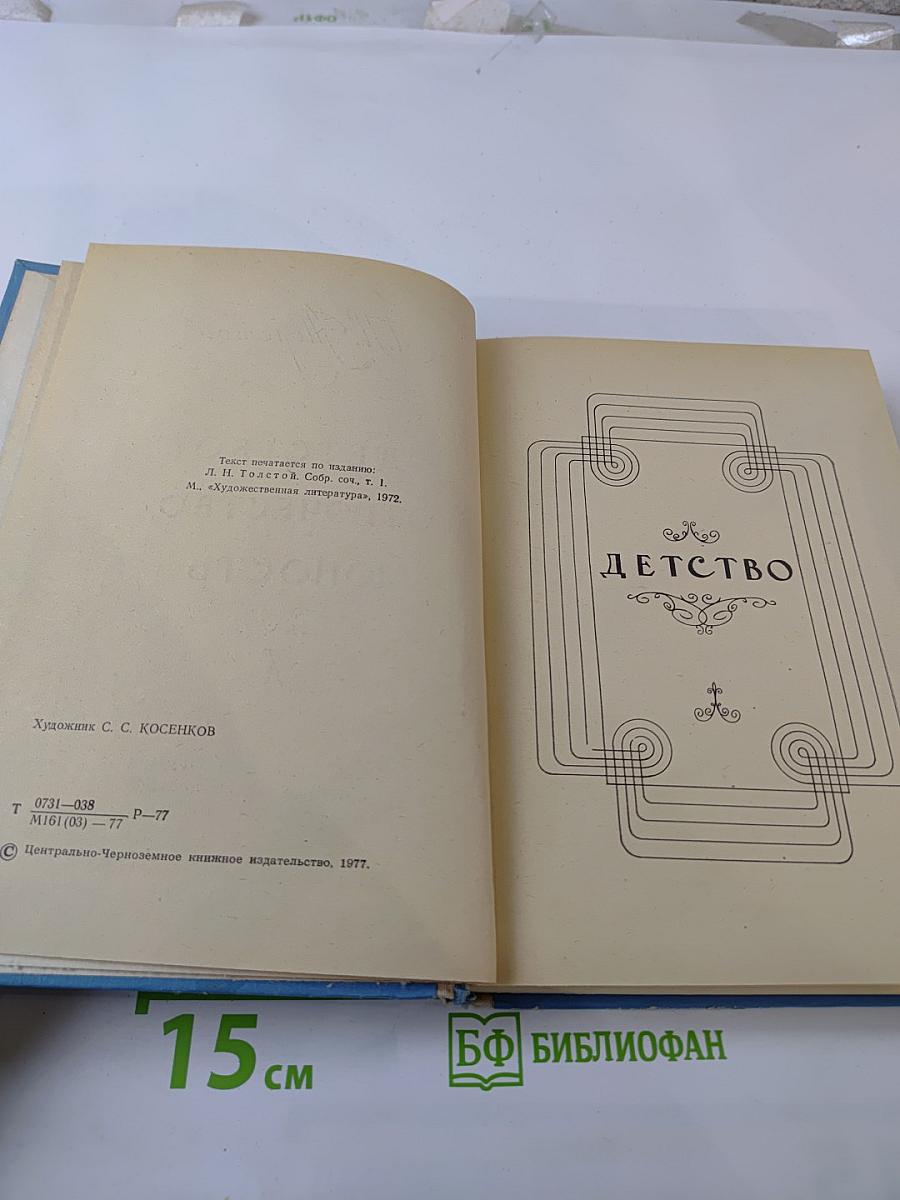 Текст печатается по изданию:
Л. Н. Толстой. Собр. соч., т. 1.
М., «Художественная литература», 1972.
Художник С. С. КОСЕНКОВ
Т 0731—038
М161(03) — 77 Р—77
© Центрально-Черноземное книжное издательство, 1977.
ДЕТСТВО
15 см
БФ БИБЛИОФАН